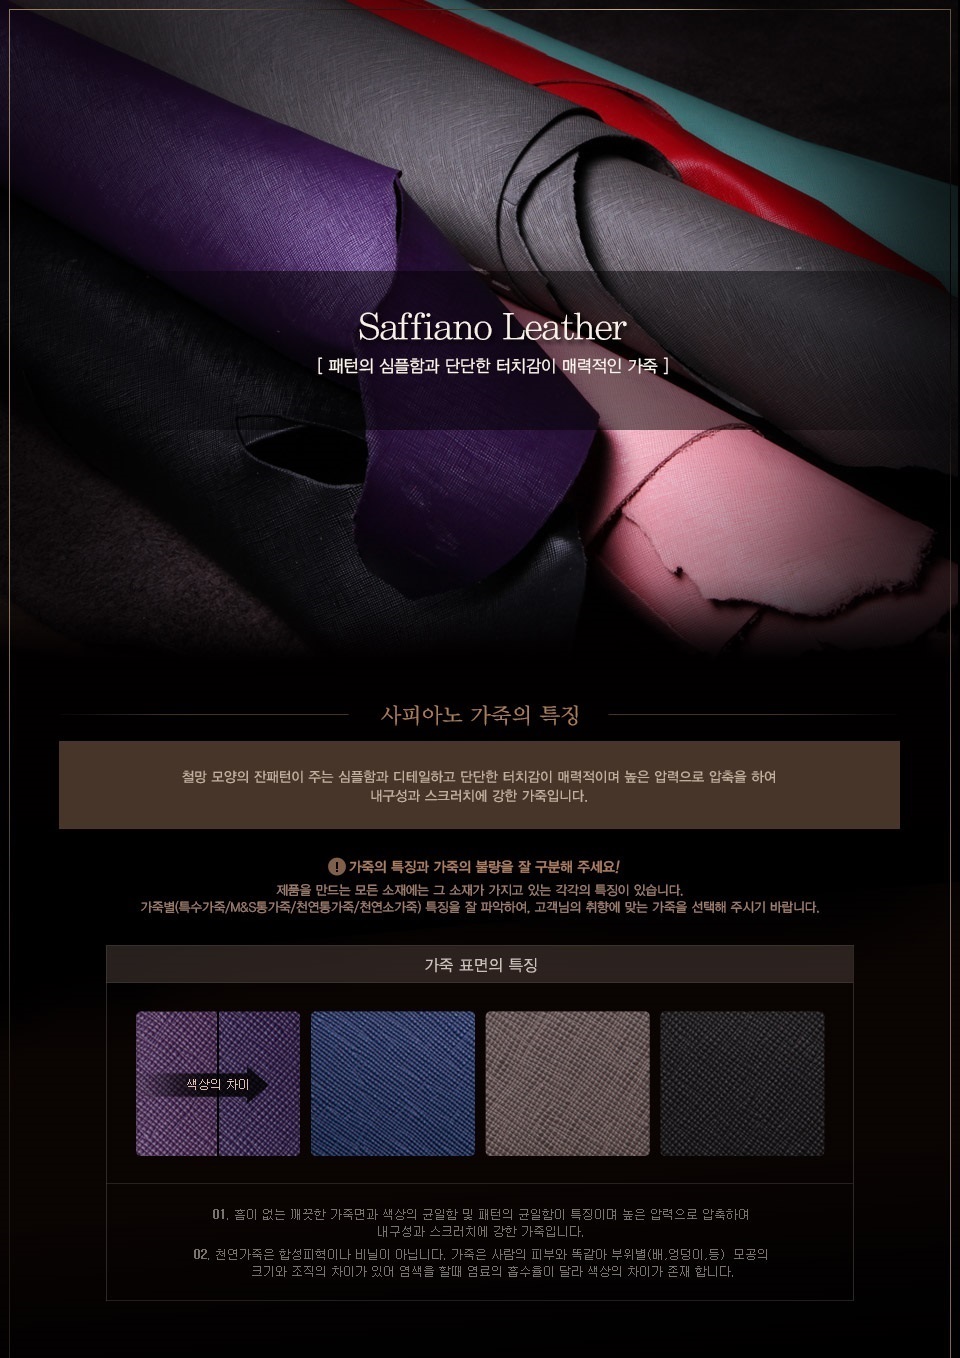 Saffiano Leather
[ 패턴의 심플함과 단단한 터치감이 매력적인 가죽 ]
사피아노 가죽의 특징
철망 모양의 잔패턴이 주는 심플함과 디테일하고 단단한 터치감이 매력적이며 높은 압력으로 압축을 하여
내구성과 스크러치에 강한 가죽입니다.
! 가죽의 특징과 가죽의 불량을 잘 구분해 주세요!
제품을 만드는 모든 소재에는 그 소재가 가지고 있는 각각의 특징이 있습니다.
가죽별(특수가죽/M&S통가죽/천연통가죽/천연소가죽) 특징을 잘 파악하여, 고객님의 취향에 맞는 가죽을 선택해 주시기 바랍니다.
가죽 표면의 특징
색상의 차이
01. 흠이 없는 깨끗한 가죽면과 색상의 균일함 및 패턴의 균일함이 특징이며 높은 압력으로 압축하여
내구성과 스크러치에 강한 가죽입니다.
02. 천연가죽은 합성피혁이나 비닐이 아닙니다. 가죽은 사람의 피부와 똑같아 부위별(배,엉덩이,등) 모공의
크기와 조직의 차이가 있어 염색을 할때 염료의 흡수율이 달라 색상의 차이가 존재 합니다.